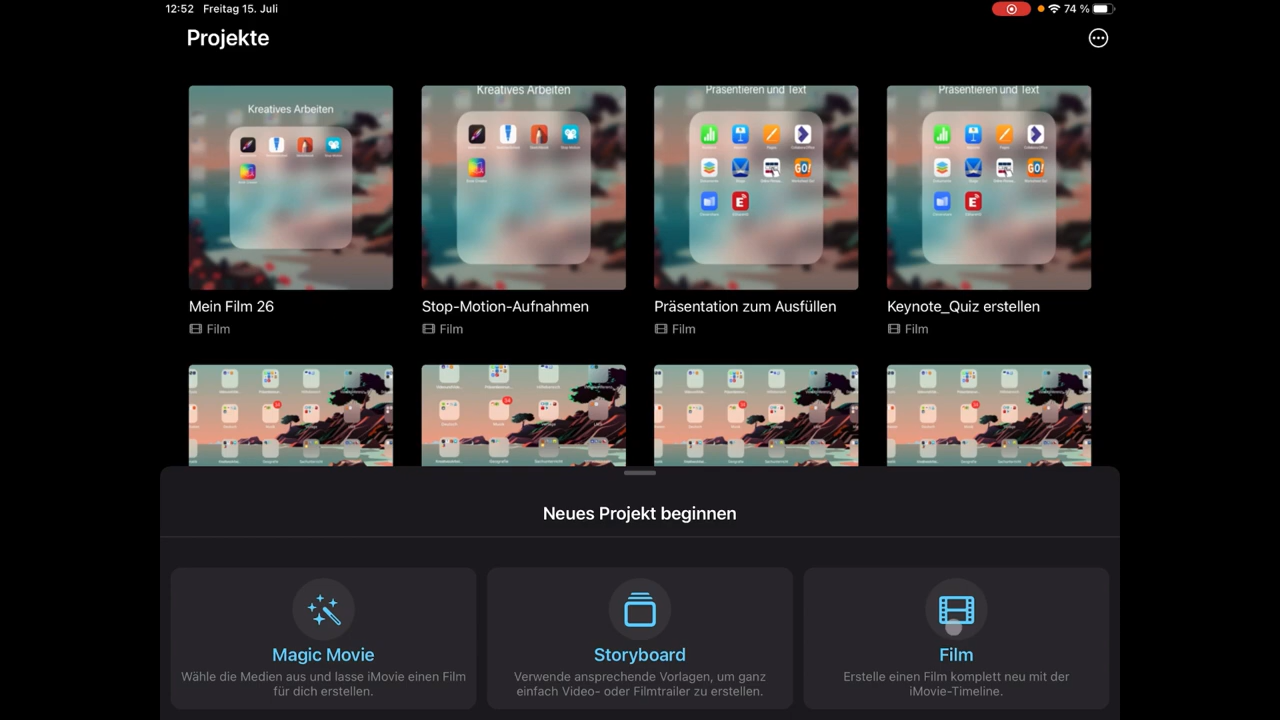 12:52 Freitag 15. Juli 74 %
Projekte
Kreatives Arbeiten
Kreatives Arbeiten
Präsentieren und Text
Präsentieren und Text
Mein Film 26
Stop-Motion-Aufnahmen
Präsentation zum Ausfüllen
Keynote_Quiz erstellen
Film
Film
Film
Film
Neues Projekt beginnen
Magic Movie
Wähle die Medien aus und lasse iMovie einen Film
für dich erstellen.
Storyboard
Verwende ansprechende Vorlagen, um ganz
einfach Video- oder Filmtrailer zu erstellen.
Film
Erstelle einen Film komplett neu mit der
iMovie-Timeline.